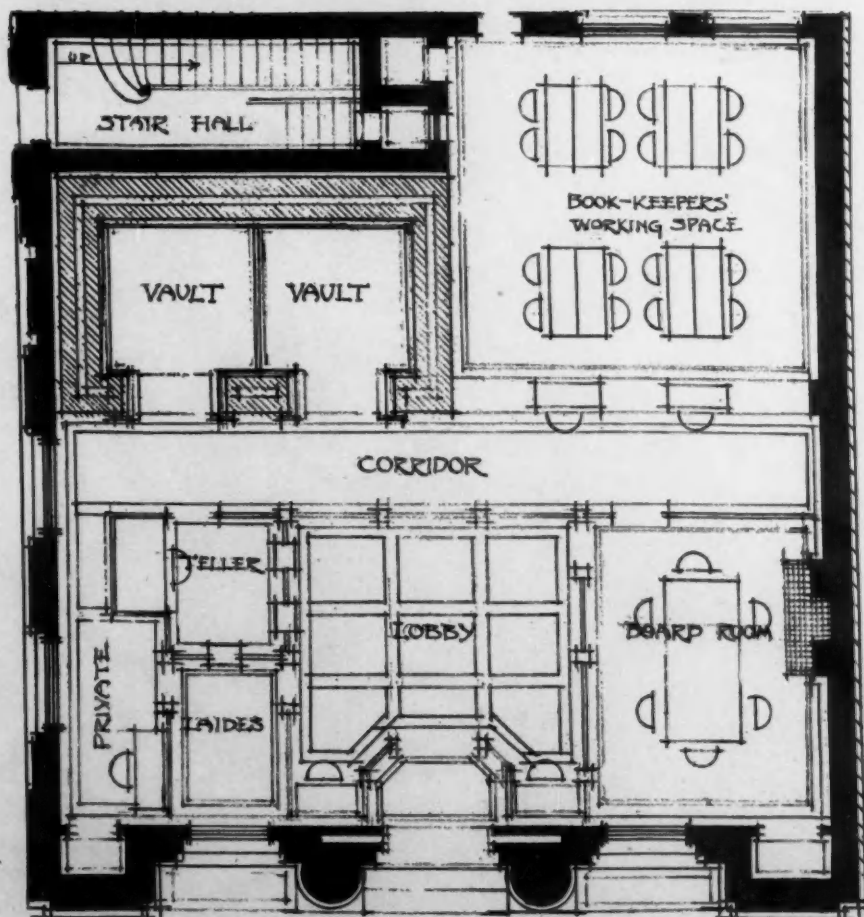 UP
STAIR HALL
BOOK-KEEPERS'
WORKING SPACE
VAULT
VAULT
CORRIDOR
TELLER
LOBBY
BOARD ROOM
PRIVATE
LAIDES